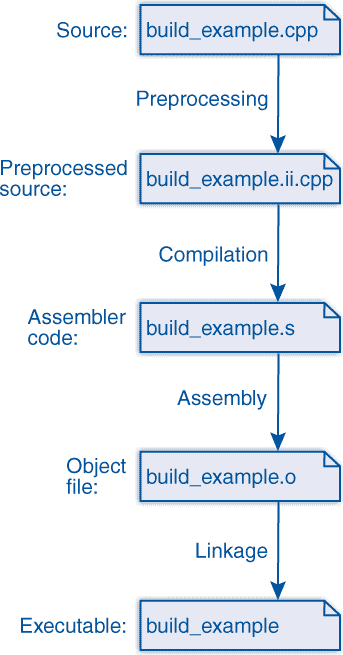 Source: build_example.cpp
Preprocessing
Preprocessed
source: build_example.ii.cpp
Compilation
Assembler
code: build_example.s
Assembly
Object
file: build_example.o
Linkage
Executable: build_example